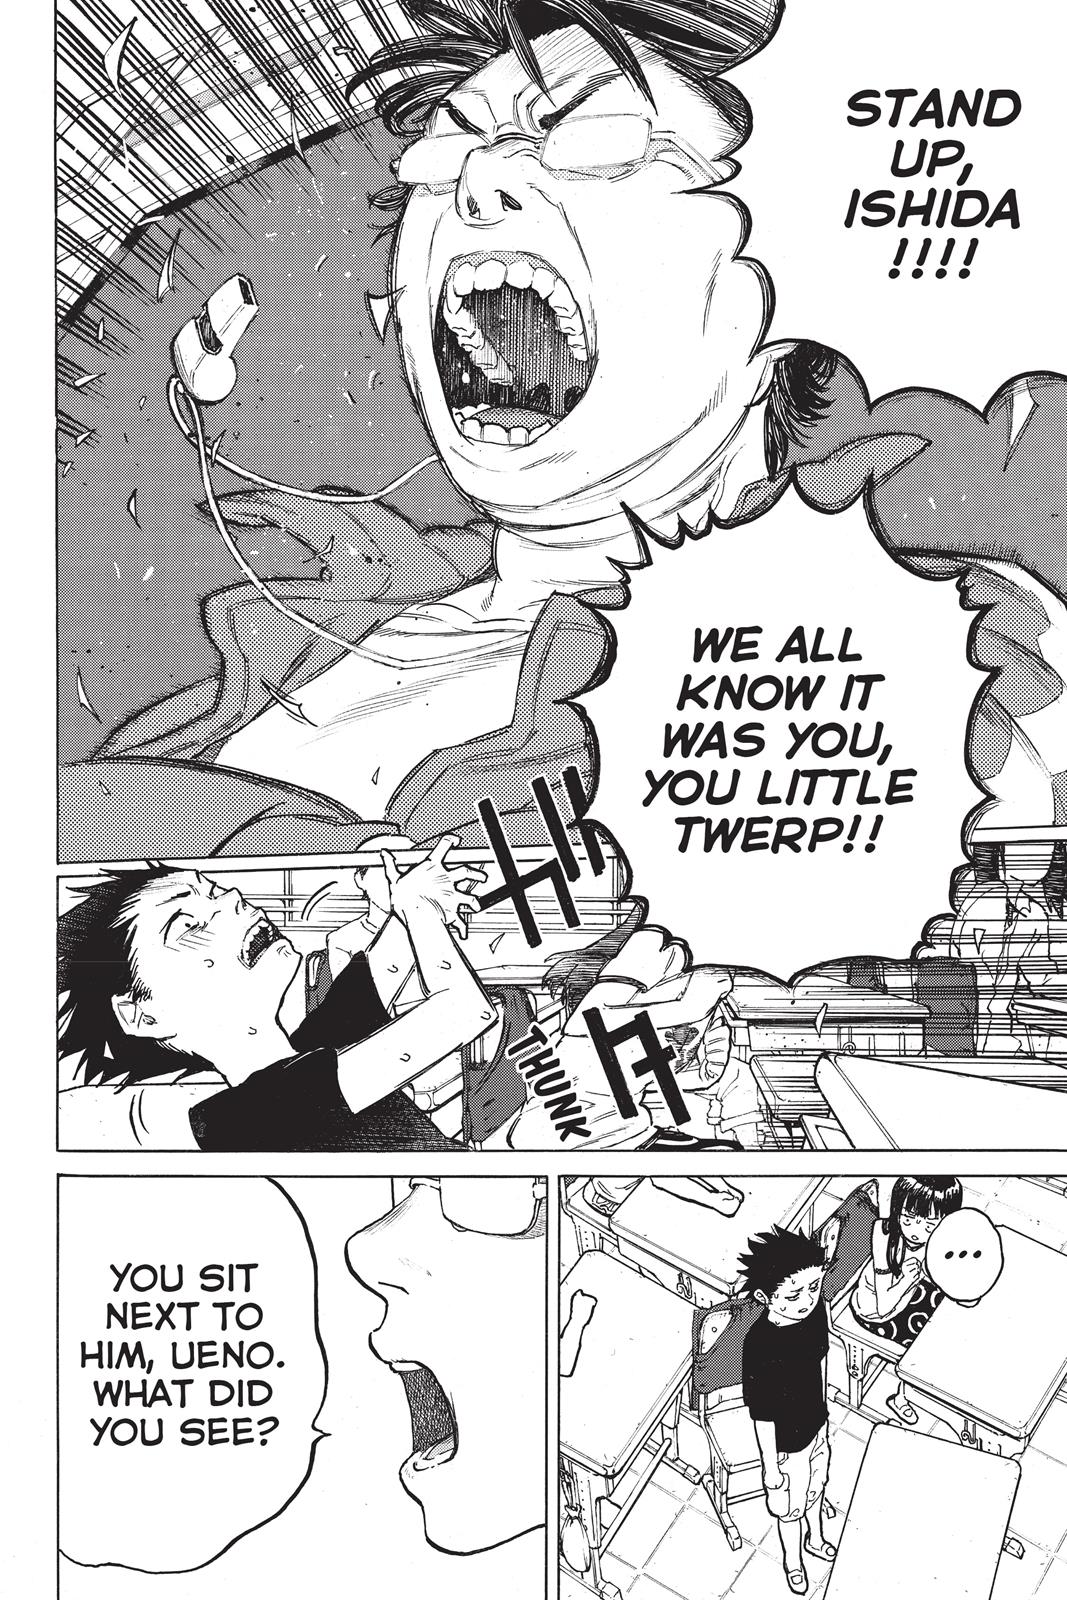 STAND
UP,
ISHIDA
!!!!
WE ALL
KNOW IT
WAS YOU,
YOU LITTLE
TWERP!!
THUNK
...
YOU SIT
NEXT TO
HIM, UENO.
WHAT DID
YOU SEE?